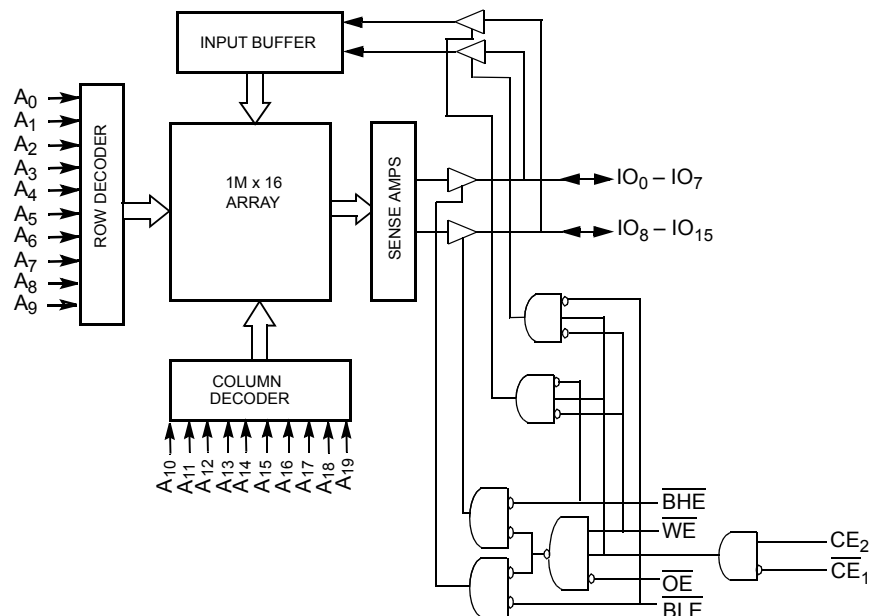 INPUT BUFFER
A0
A1
A2
A3
A4
A5
A6
A7
A8
A9
ROW DECODER
1M x 16
ARRAY
SENSE AMPS
IO0 – IO7
IO8 – IO15
COLUMN
DECODER
A10
A11
A12
A13
A14
A15
A16
A17
A18
A19
BHE
WE
CE2
CE1
OE
BLE